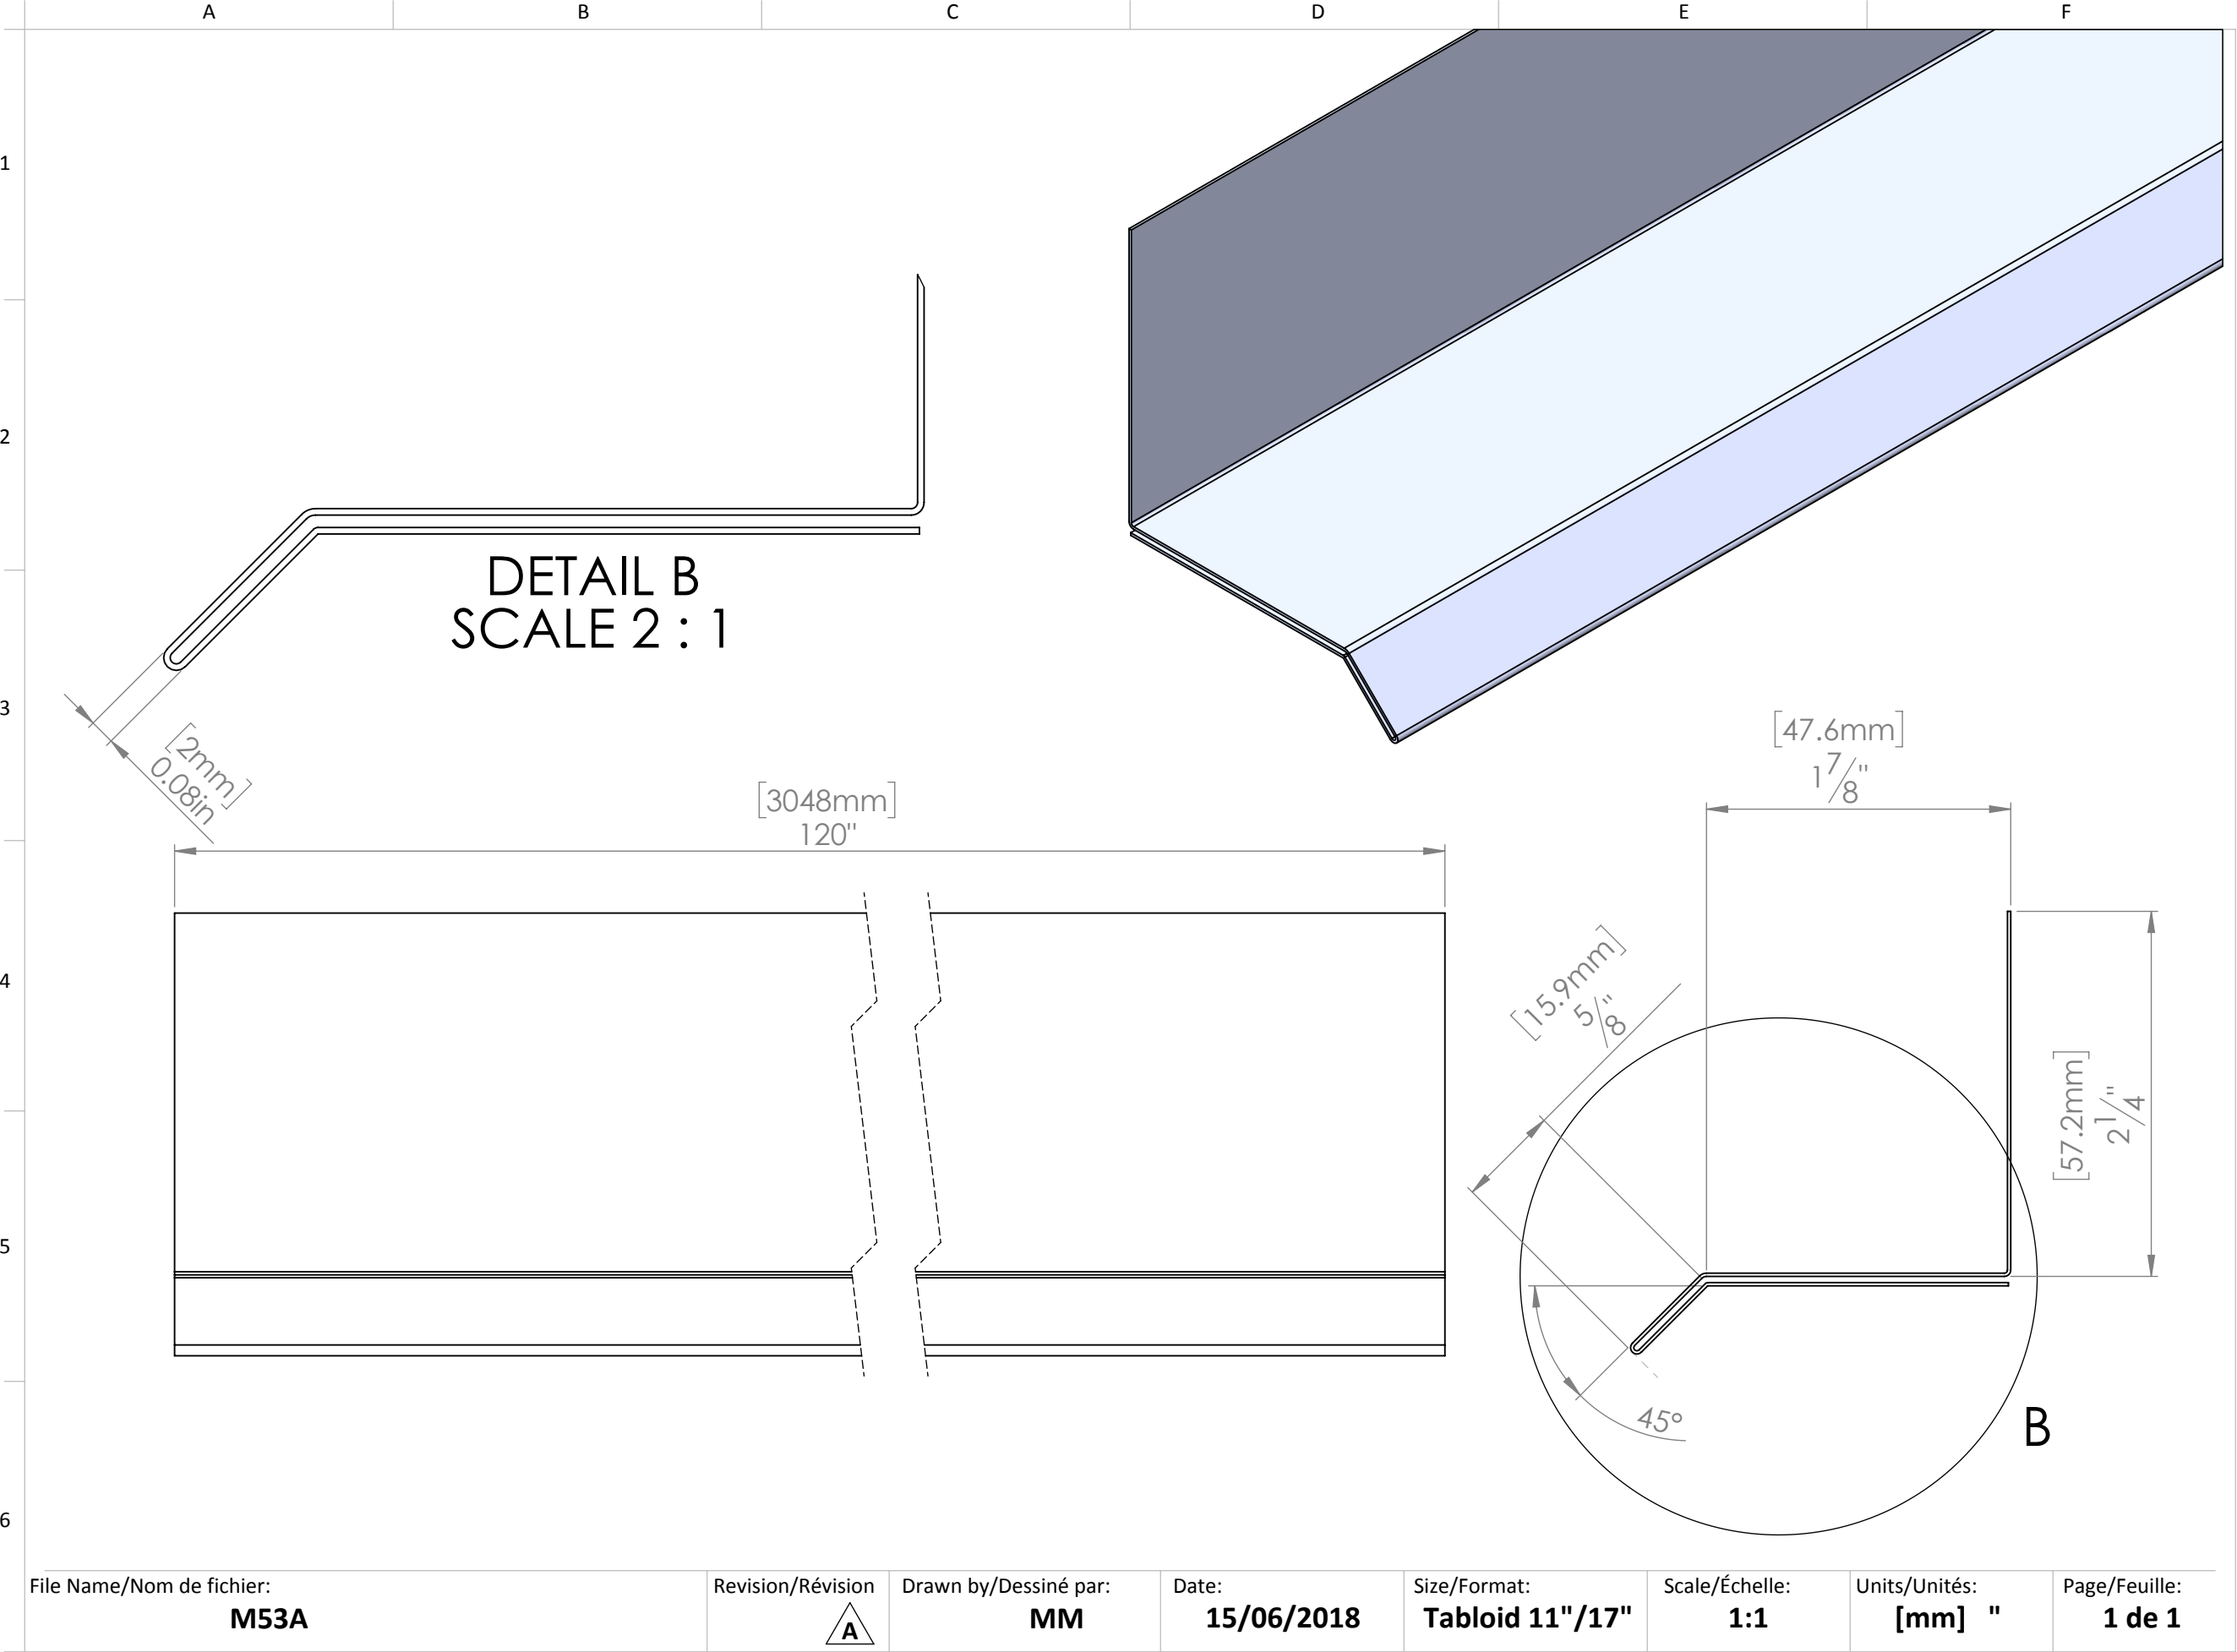 A B C D E F
1
2
DETAIL B
SCALE 2 : 1
3
[2mm]
0.08in
[47.6mm]
1 7/8"
[3048mm]
120"
4
[15.9mm]
5/8"
[57.2mm]
2 1/4"
5
45°
B
6
File Name/Nom de fichier: Revision/Révision Drawn by/Dessiné par: Date: Size/Format: Scale/Échelle: Units/Unités: Page/Feuille:
M53A A MM 15/06/2018 Tabloid 11"/17" 1:1 [mm] " 1 de 1